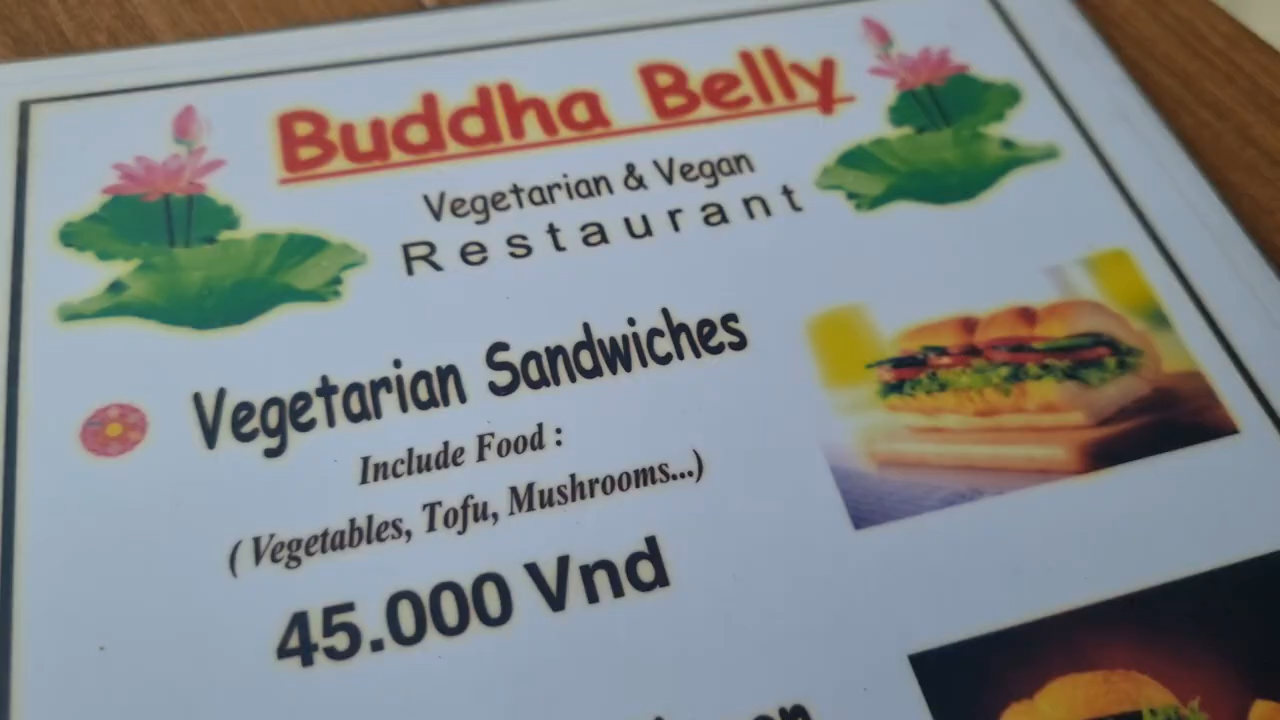 Buddha Belly
Vegetarian & Vegan
Restaurant
Vegetarian Sandwiches
Include Food :
( Vegetables, Tofu, Mushrooms...)
45.000 Vnd